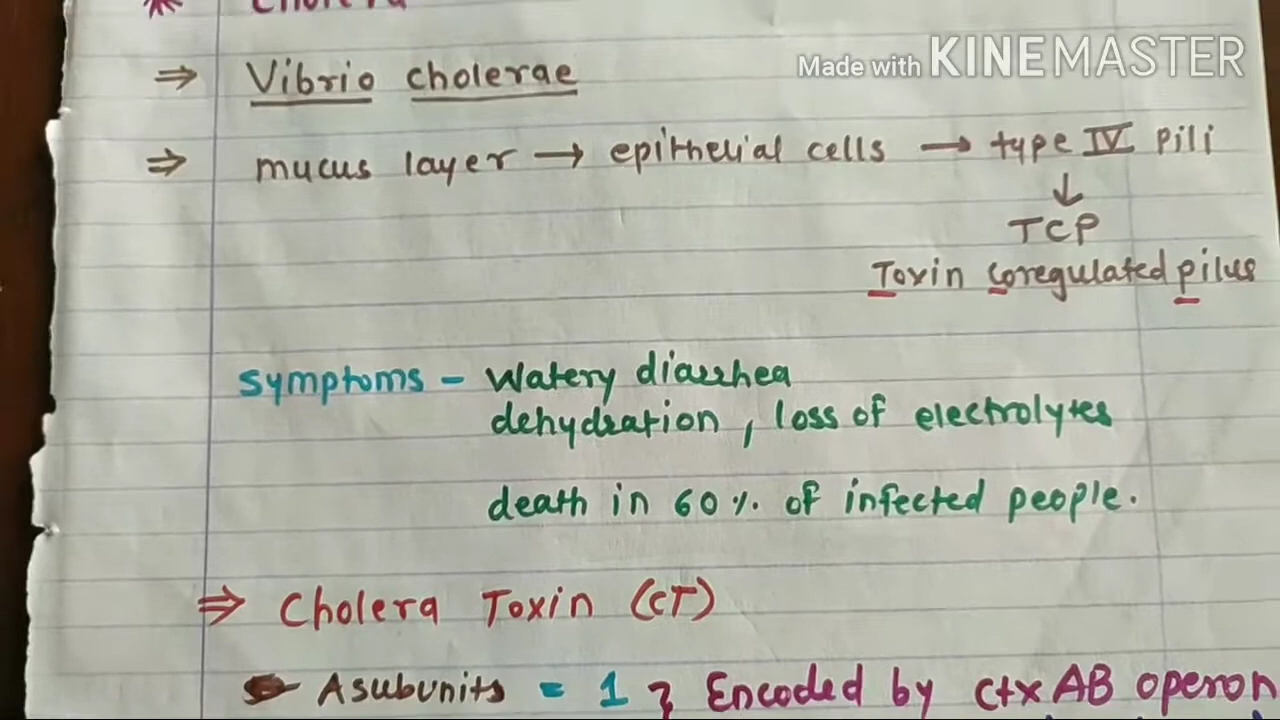 Cholera
Made with KINEMASTER
⇒ Vibrio cholerae
⇒ mucus layer → epithelial cells → type IV pili
↓
TCP
Toxin coregulated pilus
Symptoms - Watery diarrhea
dehydration, loss of electrolytes
death in 60% of infected people.
⇒ Cholera Toxin (CT)
A subunits = 1 } Encoded by ctx AB operon